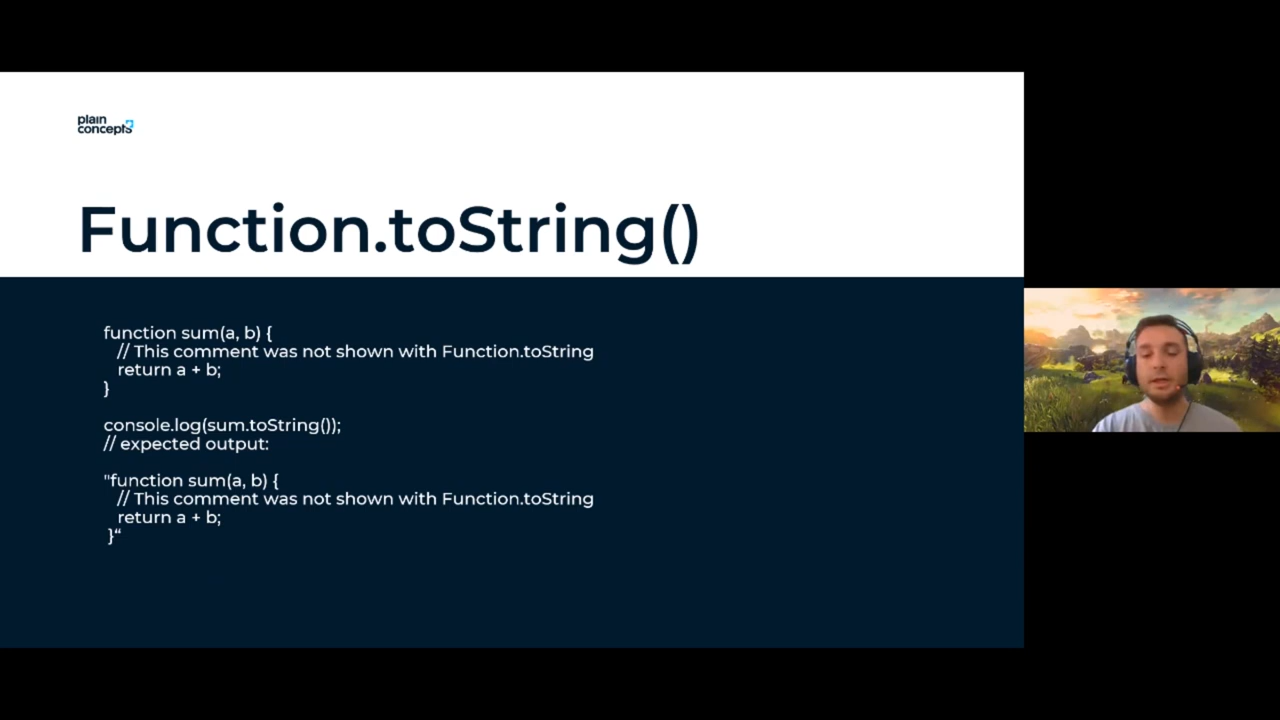 plain
concepts
Function.toString()
function sum(a, b) {
// This comment was not shown with Function.toString
return a + b;
}
console.log(sum.toString());
// expected output:
"function sum(a, b) {
// This comment was not shown with Function.toString
return a + b;
}“